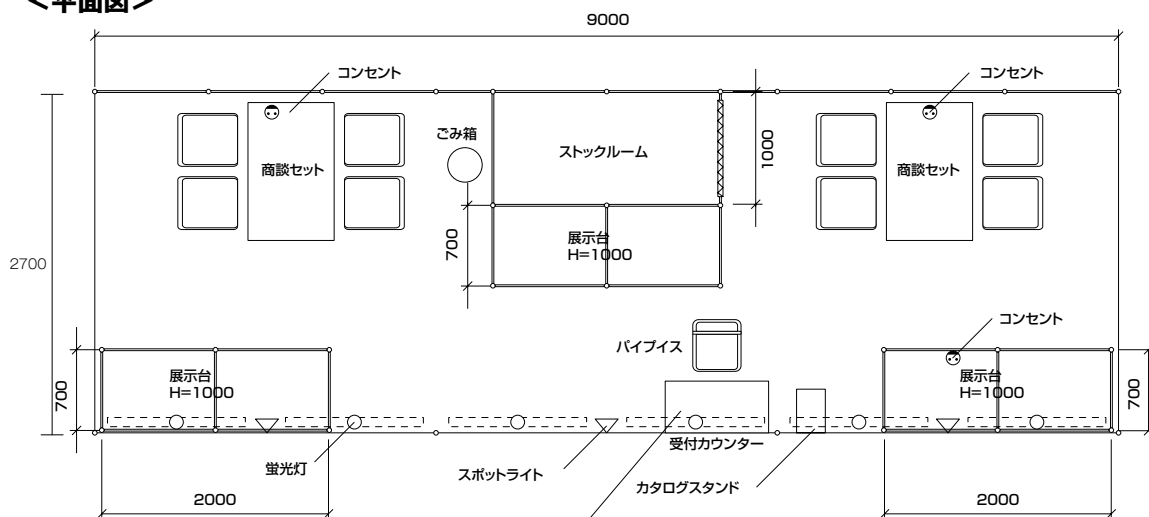 ＜平面図＞
9000
コンセント
コンセント
ごみ箱
ストックルーム
1000
商談セット
商談セット
700
展示台
H=1000
2700
コンセント
パイプイス
700
展示台
H=1000
展示台
H=1000
700
受付カウンター
蛍光灯
スポットライト
カタログスタンド
2000
2000